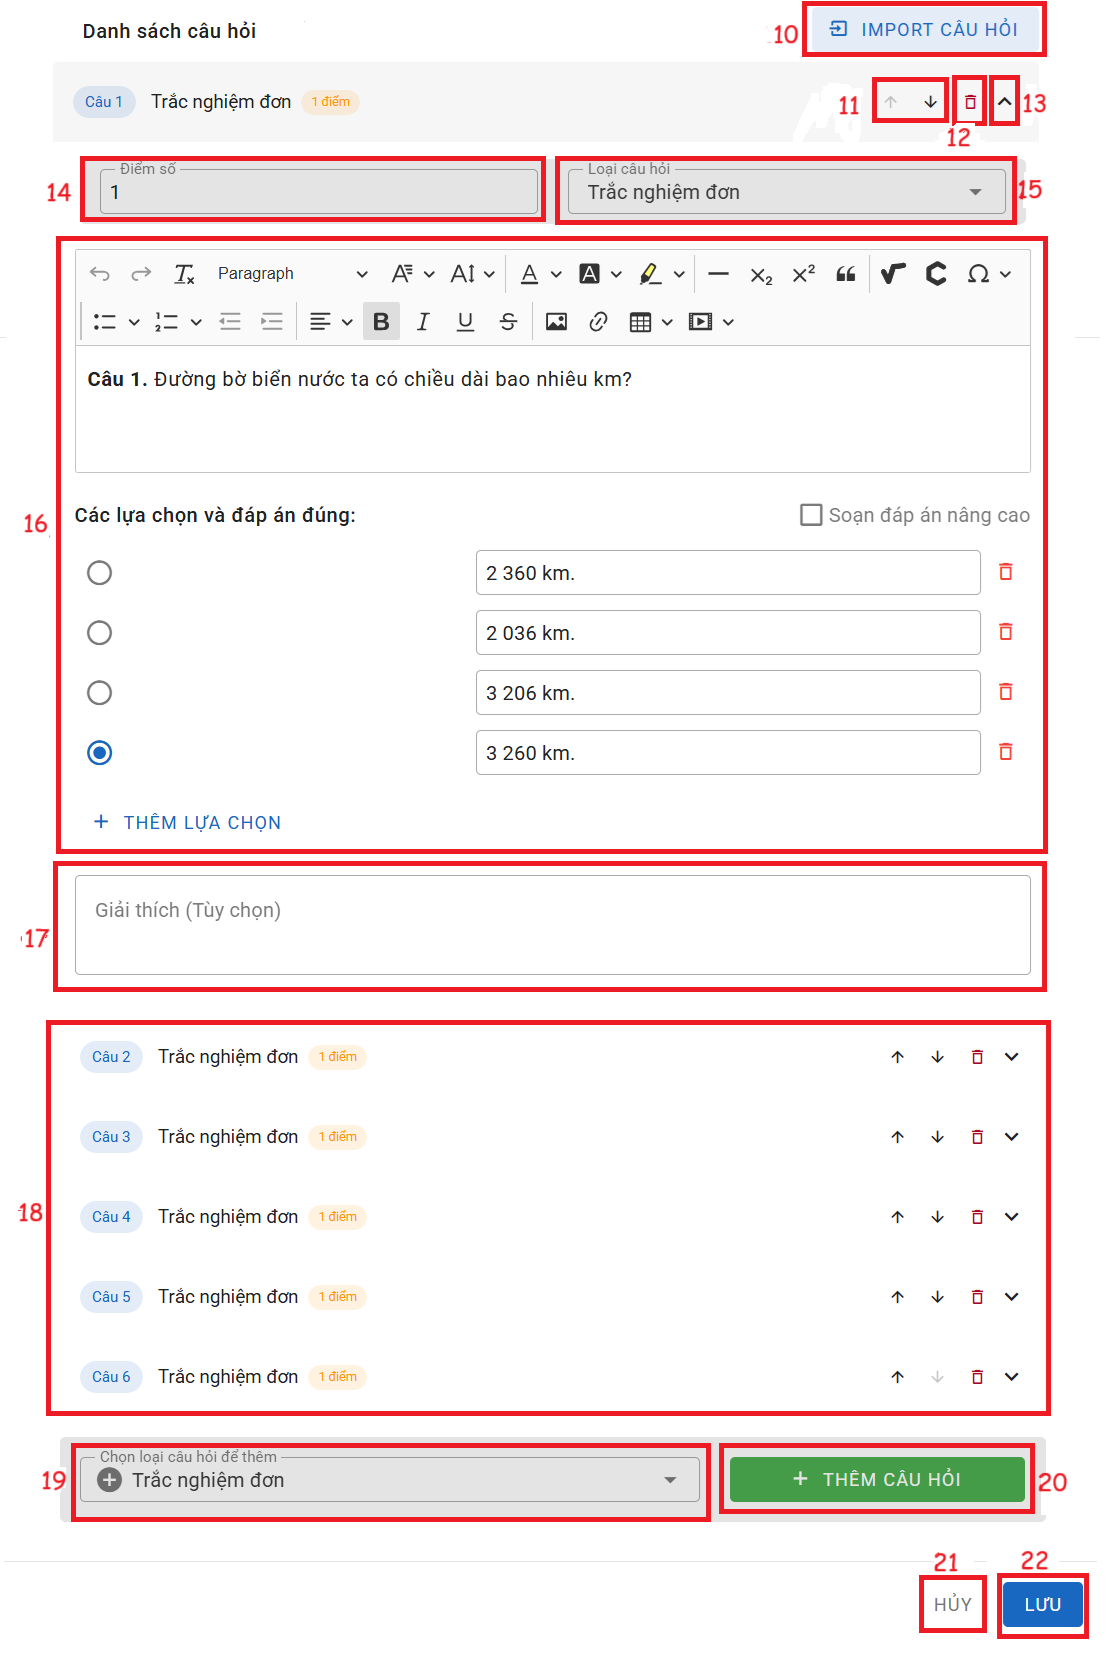 Danh sách câu hỏi
10
IMPORT CÂU HỎI
Câu 1 Trắc nghiệm đơn 1 điểm
11
12
13
14
Điểm số
1
Loại câu hỏi
Trắc nghiệm đơn
15
Paragraph
Câu 1. Đường bờ biển nước ta có chiều dài bao nhiêu km?
16
Các lựa chọn và đáp án đúng:
Soạn đáp án nâng cao
2 360 km.
2 036 km.
3 206 km.
3 260 km.
+ THÊM LỰA CHỌN
17
Giải thích (Tùy chọn)
Câu 2 Trắc nghiệm đơn 1 điểm
Câu 3 Trắc nghiệm đơn 1 điểm
18
Câu 4 Trắc nghiệm đơn 1 điểm
Câu 5 Trắc nghiệm đơn 1 điểm
Câu 6 Trắc nghiệm đơn 1 điểm
19
Chọn loại câu hỏi để thêm
Trắc nghiệm đơn
+ THÊM CÂU HỎI
20
21
22
HỦY
LƯU